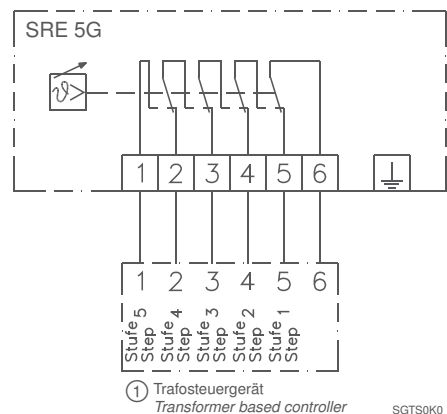 SRE 5G
ϑ>
1 2 3 4 5 6
1 2 3 4 5 6
Stufe 5
Step
Stufe 4
Step
Stufe 3
Step
Stufe 2
Step
Stufe 1
Step
1 Trafosteuergerät
Transformer based controller
SGTS0K0